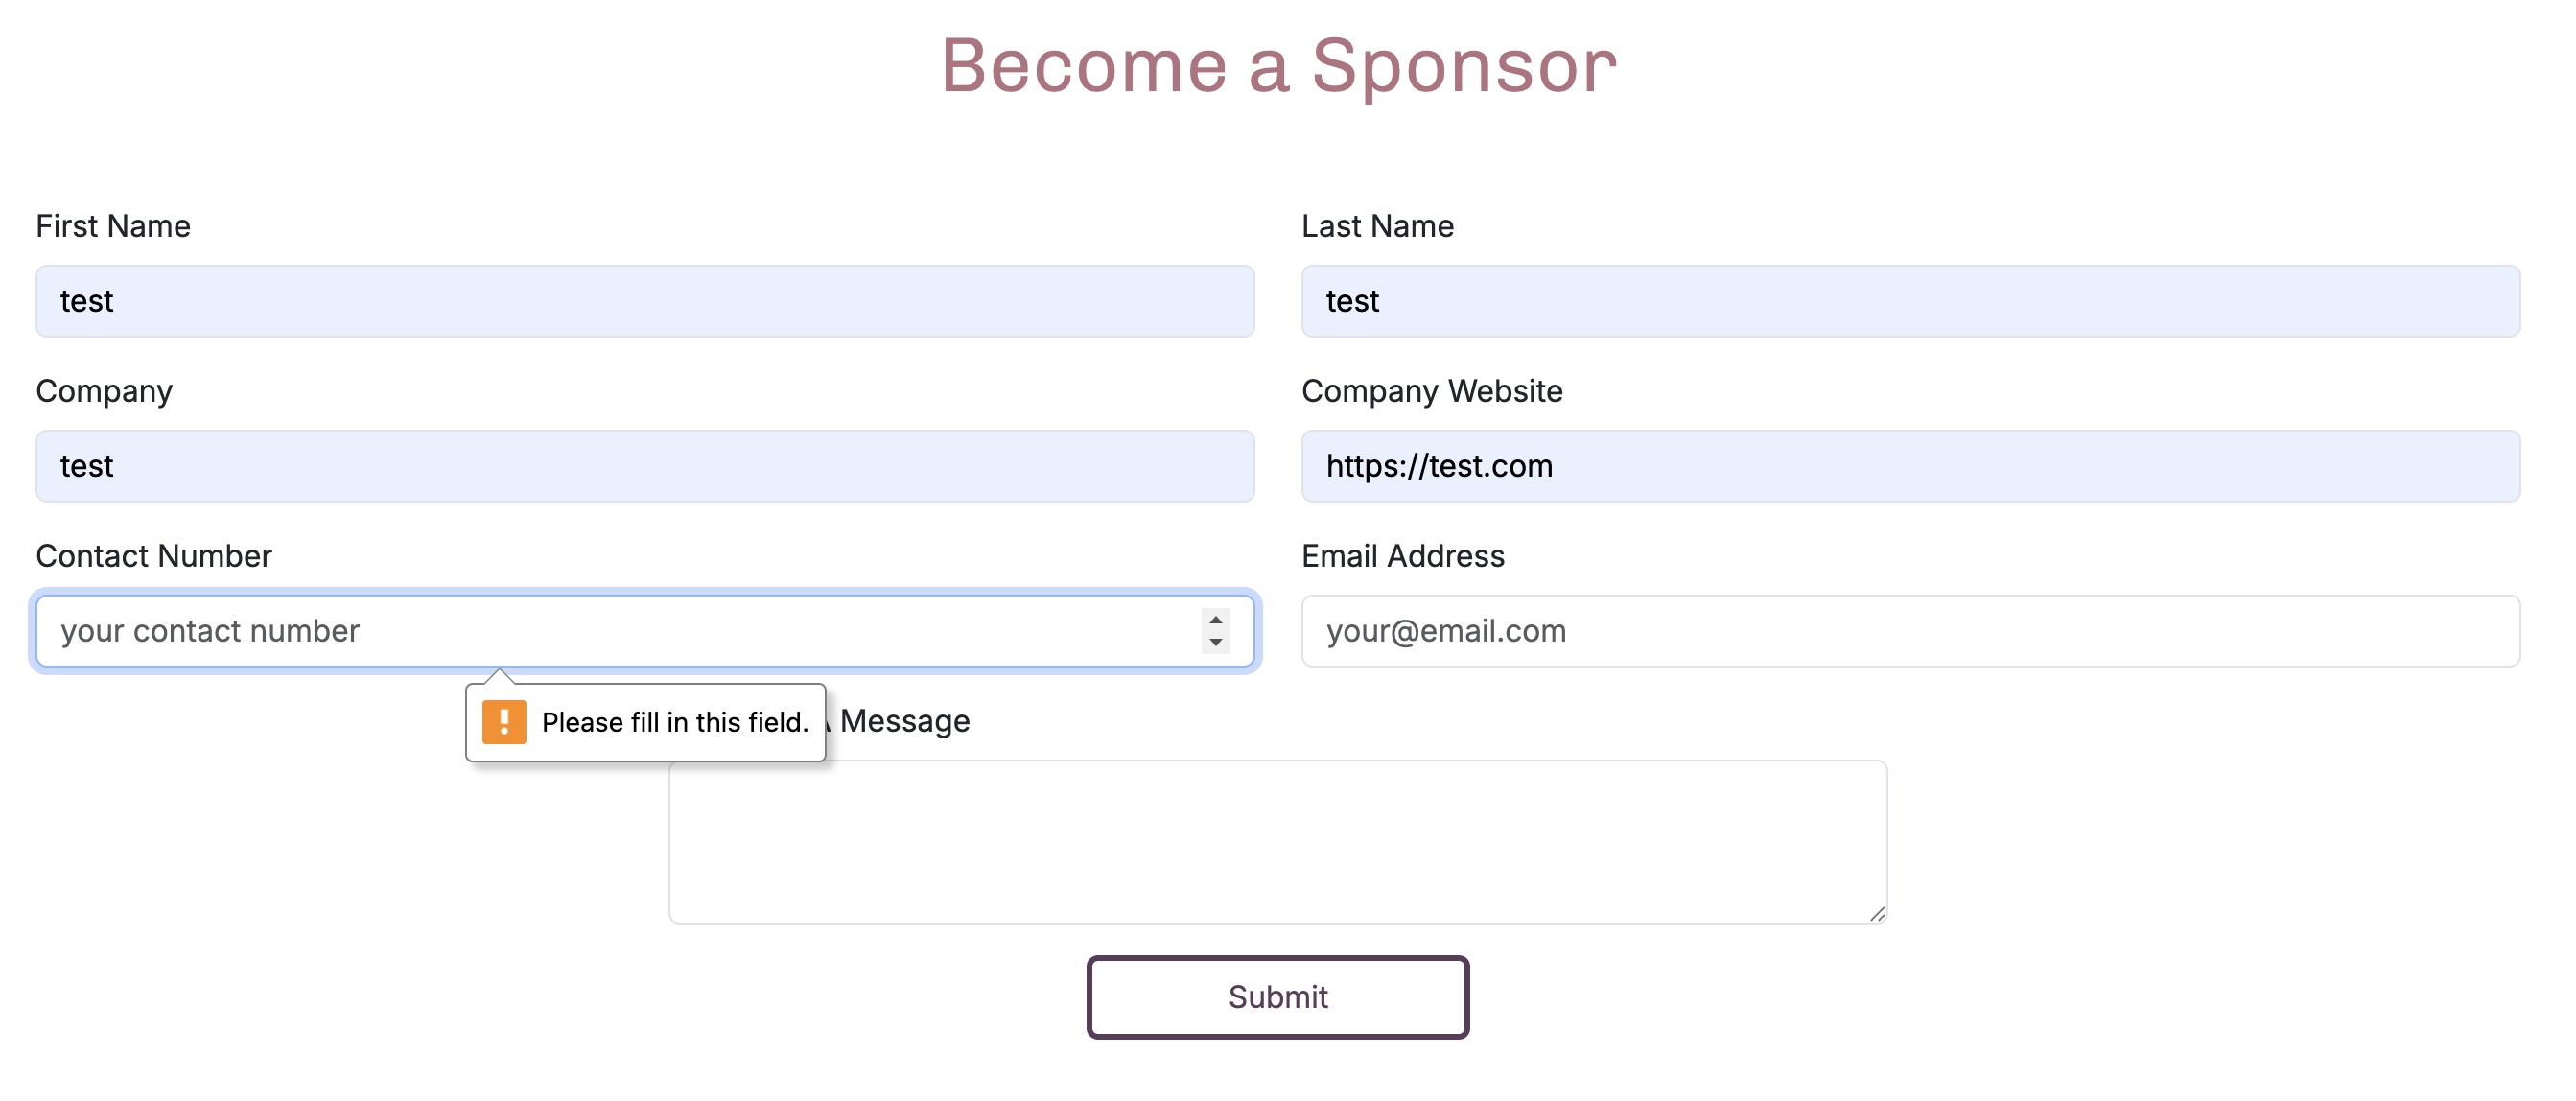 Become a Sponsor
First Name
Last Name
test
test
Company
Company Website
test
https://test.com
Contact Number
Email Address
your contact number
your@email.com
Please fill in this field.
Message
Submit